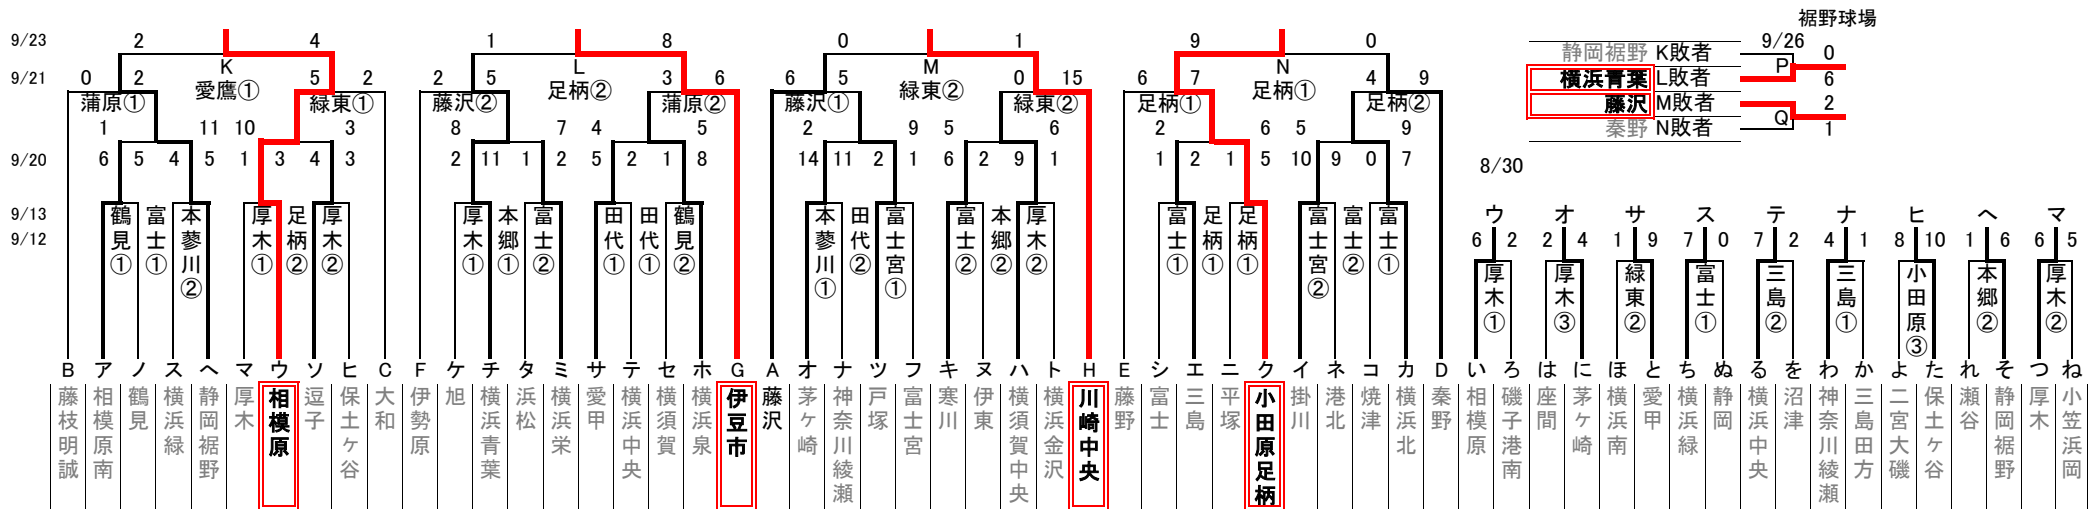 裾野球場
9/23 2 4 1 8 0 1 9 0
静岡裾野 K敗者 9/26 0
K L M N
P
9/21 0 2 5 2 2 5 3 6 6 5 0 15 6 7 4 9
横浜青葉 L敗者 6
愛鷹① 足柄② 緑東② 足柄①
蒲原① 緑東① 藤沢② 蒲原② 藤沢① 緑東② 足柄① 足柄②
藤沢 M敗者 2
Q
秦野 N敗者 1
1 11 10 3 8 7 4 5 2 9 5 6 2 6 5 9
9/20 6 5 4 5 1 3 4 3 2 11 1 2 5 2 1 8 14 11 2 1 6 2 9 1 1 2 1 5 10 9 0 7
8/30
9/13
9/12
鶴見①
富士①
本蓼川②
厚木①
足柄②
厚木②
厚木①
本郷①
富士②
田代①
田代①
鶴見②
本蓼川①
田代②
富士宮①
富士②
本郷②
厚木②
富士①
足柄①
足柄①
富士宮②
富士②
富士①
ウ オ サ ス テ ナ ヒ ヘ マ
6 2 2 4 1 9 7 0 7 2 4 1 8 10 1 6 6 5
厚木①
厚木③
緑東②
富士①
三島②
三島①
小田原③
本郷②
厚木②
B ア ノ ス ヘ マ ウ ソ ヒ C F ケ チ タ ミ サ テ セ ホ G A オ ナ ツ フ キ ヌ ハ ト H E シ エ ニ ク イ ネ コ カ D い ろ は に ほ と ち ぬ る を わ か よ た れ そ つ ね
藤枝明誠
相模原南
鶴見
横浜緑
静岡裾野
厚木
相模原
逗子
保土ヶ谷
大和
伊勢原
旭
横浜青葉
浜松
横浜栄
愛甲
横浜中央
横須賀
横浜泉
伊豆市
藤沢
茅ヶ崎
神奈川綾瀬
戸塚
富士宮
寒川
伊東
横須賀中央
横浜金沢
川崎中央
藤野
富士
三島
平塚
小田原足柄
掛川
港北
焼津
横浜北
秦野
相模原
磯子港南
座間
茅ヶ崎
横浜南
愛甲
横浜緑
静岡
横浜中央
沼津
神奈川綾瀬
三島田方
二宮大磯
保土ヶ谷
瀬谷
静岡裾野
厚木
小笠浜岡